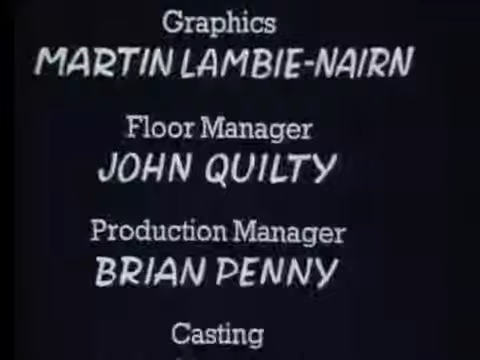 Graphics
MARTIN LAMBIE-NAIRN
Floor Manager
JOHN QUILTY
Production Manager
BRIAN PENNY
Casting